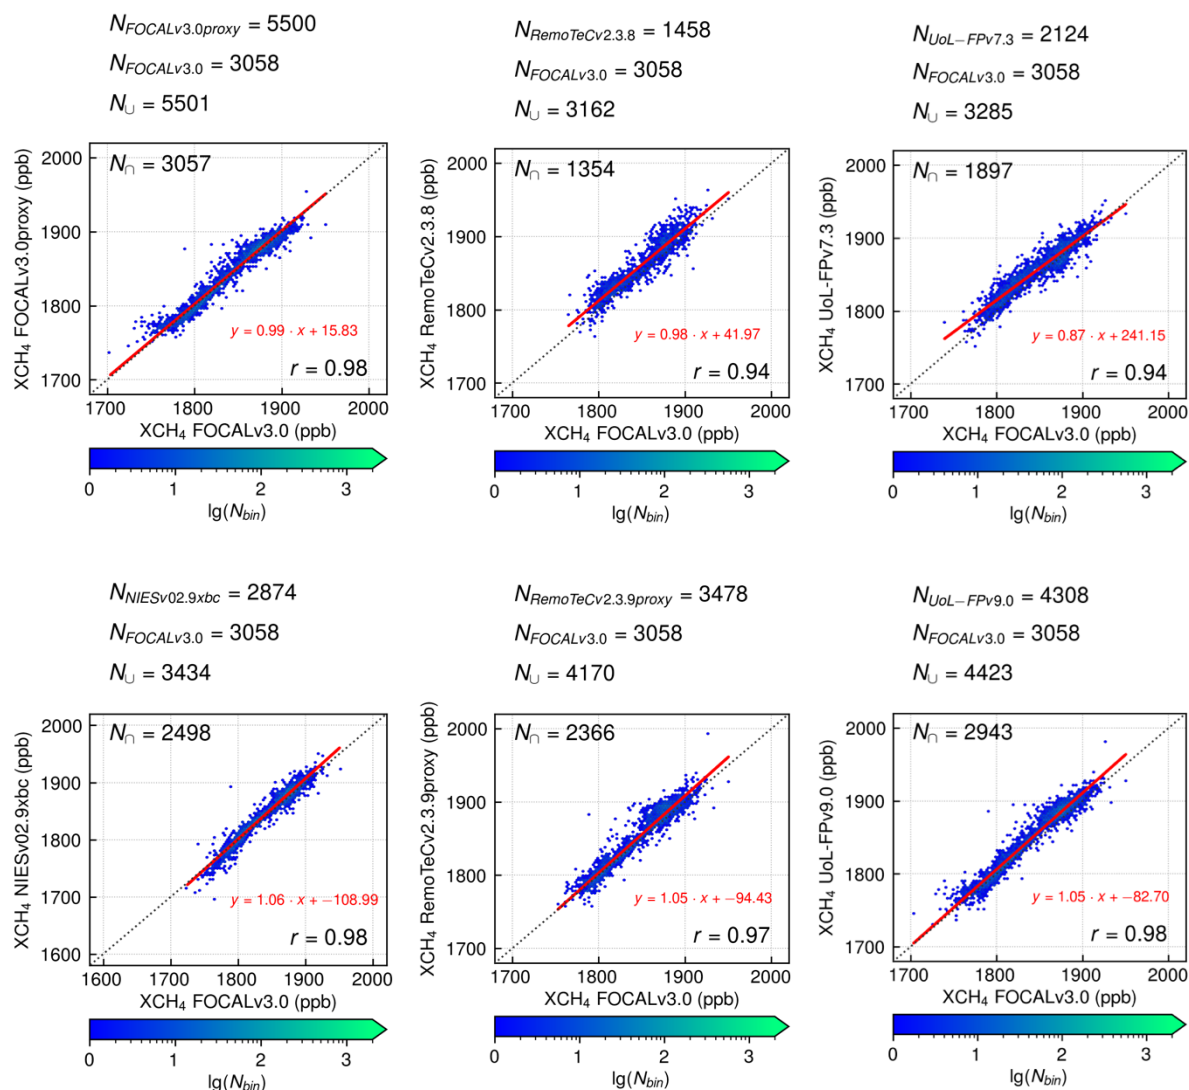 N_FOCALv3.0proxy = 5500
N_FOCALv3.0 = 3058
N_∪ = 5501
N_∩ = 3057
XCH₄ FOCALv3.0proxy (ppb)
2000
1900
1800
1700
y = 0.99 · x + 15.83
r = 0.98
1700 1800 1900 2000
XCH₄ FOCALv3.0 (ppb)
0 1 2 3
lg(N_bin)
N_RemoTeCv2.3.8 = 1458
N_FOCALv3.0 = 3058
N_∪ = 3162
N_∩ = 1354
XCH₄ RemoTeCv2.3.8 (ppb)
2000
1900
1800
1700
y = 0.98 · x + 41.97
r = 0.94
1700 1800 1900 2000
XCH₄ FOCALv3.0 (ppb)
0 1 2 3
lg(N_bin)
N_UoL−FPv7.3 = 2124
N_FOCALv3.0 = 3058
N_∪ = 3285
N_∩ = 1897
XCH₄ UoL-FPv7.3 (ppb)
2000
1900
1800
1700
y = 0.87 · x + 241.15
r = 0.94
1700 1800 1900 2000
XCH₄ FOCALv3.0 (ppb)
0 1 2 3
lg(N_bin)
N_NIESv02.9xbc = 2874
N_FOCALv3.0 = 3058
N_∪ = 3434
N_∩ = 2498
XCH₄ NIESv02.9xbc (ppb)
2000
1900
1800
1700
1600
y = 1.06 · x + −108.99
r = 0.98
1600 1700 1800 1900 2000
XCH₄ FOCALv3.0 (ppb)
0 1 2 3
lg(N_bin)
N_RemoTeCv2.3.9proxy = 3478
N_FOCALv3.0 = 3058
N_∪ = 4170
N_∩ = 2366
XCH₄ RemoTeCv2.3.9proxy (ppb)
2000
1900
1800
1700
y = 1.05 · x + −94.43
r = 0.97
1700 1800 1900 2000
XCH₄ FOCALv3.0 (ppb)
0 1 2 3
lg(N_bin)
N_UoL−FPv9.0 = 4308
N_FOCALv3.0 = 3058
N_∪ = 4423
N_∩ = 2943
XCH₄ UoL-FPv9.0 (ppb)
2000
1900
1800
1700
y = 1.05 · x + −82.70
r = 0.98
1700 1800 1900 2000
XCH₄ FOCALv3.0 (ppb)
0 1 2 3
lg(N_bin)